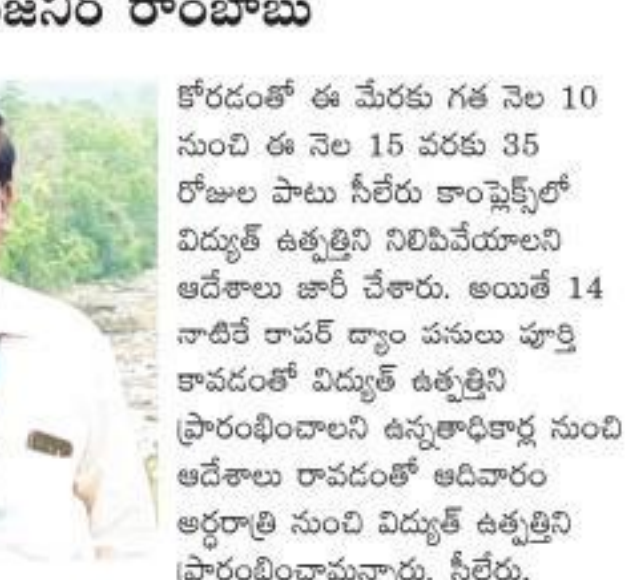 రాంబాబు
కోరడంతో ఈ మేరకు గత నెల 10
నుంచి ఈ నెల 15 వరకు 35
రోజుల పాటు సీలేరు కాంప్లెక్స్‌లో
విద్యుత్ ఉత్పత్తిని నిలిపివేయాలని
ఆదేశాలు జారీ చేశారు. అయితే 14
నాటికే రాపర్ డ్యాం పనులు పూర్తి
కావడంతో విద్యుత్ ఉత్పత్తిని
ప్రారంభించాలని ఉన్నతాధికార్ల నుంచి
ఆదేశాలు రావడంతో ఆదివారం
అర్ధరాత్రి నుంచి విద్యుత్ ఉత్పత్తిని
ప్రారంభించామన్నారు. సీలేరు,